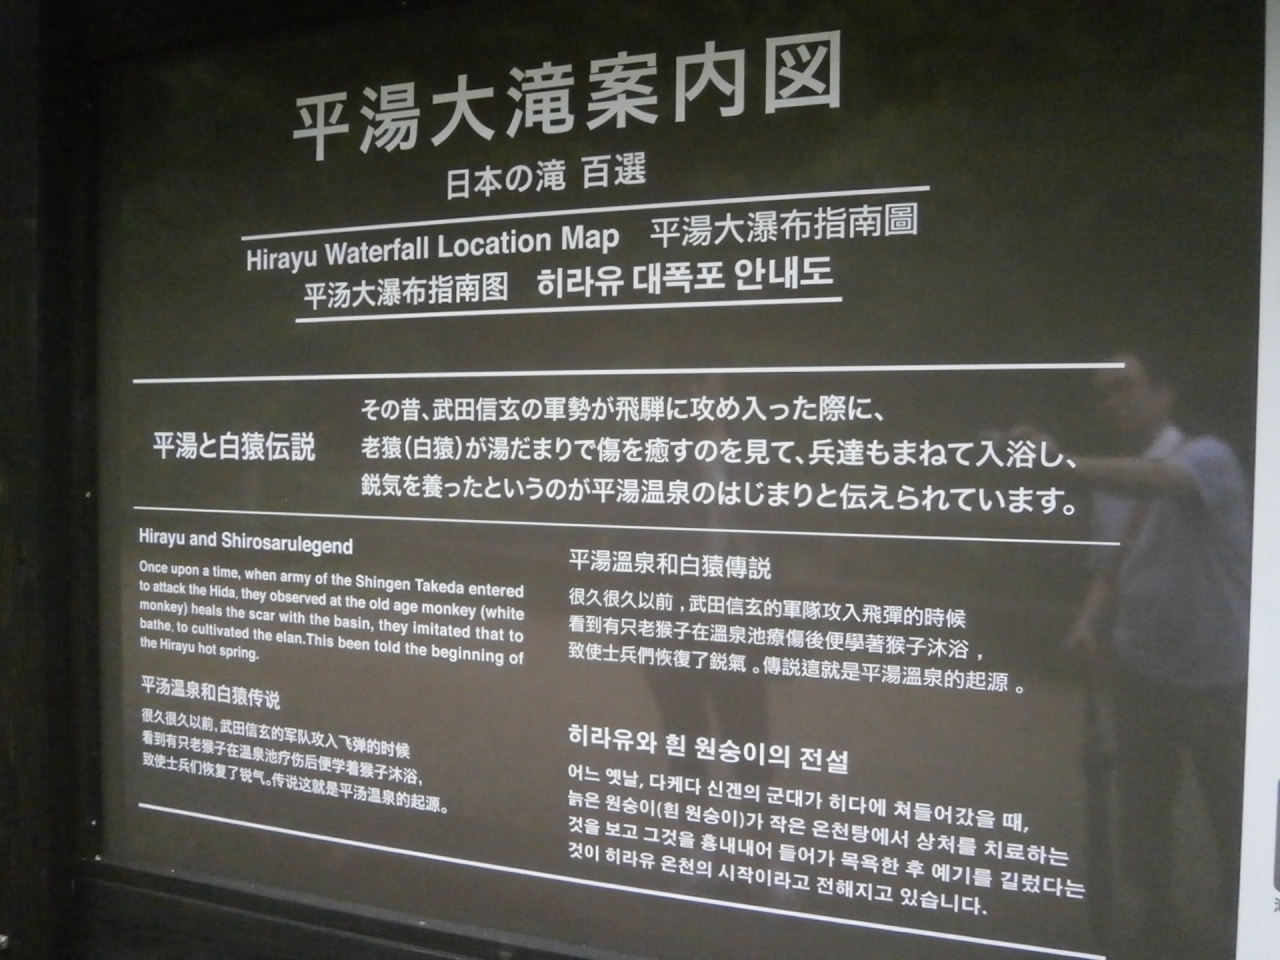 平湯大滝案内図
日本の滝 百選
Hirayu Waterfall Location Map 平湯大瀑布指南圖
平汤大瀑布指南图 히라유 대폭포 안내도
平湯と白猿伝説
その昔、武田信玄の軍勢が飛騨に攻め入った際に、
老猿(白猿)が湯だまりで傷を癒すのを見て、兵達もまねて入浴し、
鋭気を養ったというのが平湯温泉のはじまりと伝えられています。
Hirayu and Shirosarulegend
Once upon a time, when army of the Shingen Takeda entered
to attack the Hida, they observed at the old age monkey (white
monkey) heals the scar with the basin, they imitated that to
bathe, to cultivated the elan.This been told the beginning of
the Hirayu hot spring.
平湯溫泉和白猿傳説
很久很久以前，武田信玄的軍隊攻入飛彈的時候
看到有只老猴子在溫泉池療傷後便學著猴子沐浴，
致使士兵們恢復了鋭氣。傳説這就是平湯溫泉的起源。
平汤温泉和白猿传说
很久很久以前,武田信玄的军队攻入飞弹的时候
看到有只老猴子在温泉池疗伤后便学着猴子沐浴,
致使士兵们恢复了锐气。传说这就是平汤温泉的起源。
히라유와 흰 원숭이의 전설
어느 옛날, 다케다 신겐의 군대가 히다에 쳐들어갔을 때,
늙은 원숭이(흰 원숭이)가 작은 온천탕에서 상처를 치료하는
것을 보고 그것을 흉내내어 들어가 목욕한 후 예기를 길렀다는
것이 히라유 온천의 시작이라고 전해지고 있습니다.